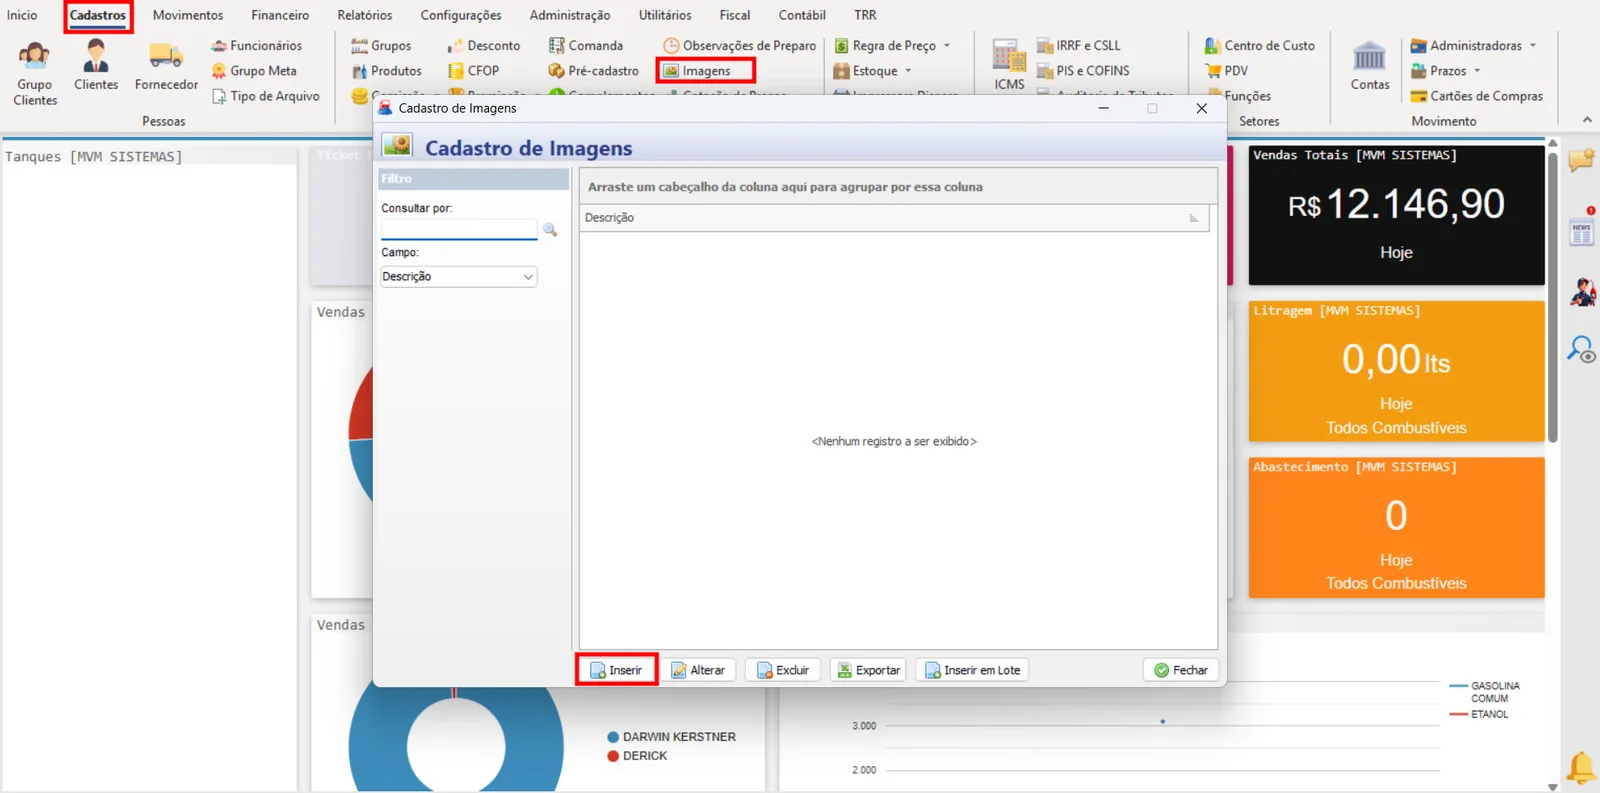 Inicio Cadastros Movimentos Financeiro Relatórios Configurações Administração Utilitários Fiscal Contábil TRR
Grupo Clientes
Clientes
Fornecedor
Funcionários
Grupo Meta
Tipo de Arquivo
Pessoas
Grupos
Produtos
Desconto
CFOP
Comanda
Pré-cadastro
Observações de Preparo
Imagens
Regra de Preço
Estoque
ICMS
IRRF e CSLL
PIS e COFINS
Centro de Custo
PDV
Funções
Setores
Contas
Administradoras
Prazos
Cartões de Compras
Movimento
Tanques [MVM SISTEMAS]
Ticket
Vendas
Vendas
Cadastro de Imagens
Cadastro de Imagens
Filtro
Consultar por:
Campo:
Descrição
Arraste um cabeçalho da coluna aqui para agrupar por essa coluna
Descrição
<Nenhum registro a ser exibido>
Inserir Alterar Excluir Exportar Inserir em Lote Fechar
Vendas Totais [MVM SISTEMAS]
R$ 12.146,90
Hoje
Litragem [MVM SISTEMAS]
0,00 lts
Hoje
Todos Combustíveis
Abastecimento [MVM SISTEMAS]
0
Hoje
Todos Combustíveis
NEWS
DARWIN KERSTNER
DERICK
3.000
2.000
GASOLINA
COMUM
ETANOL